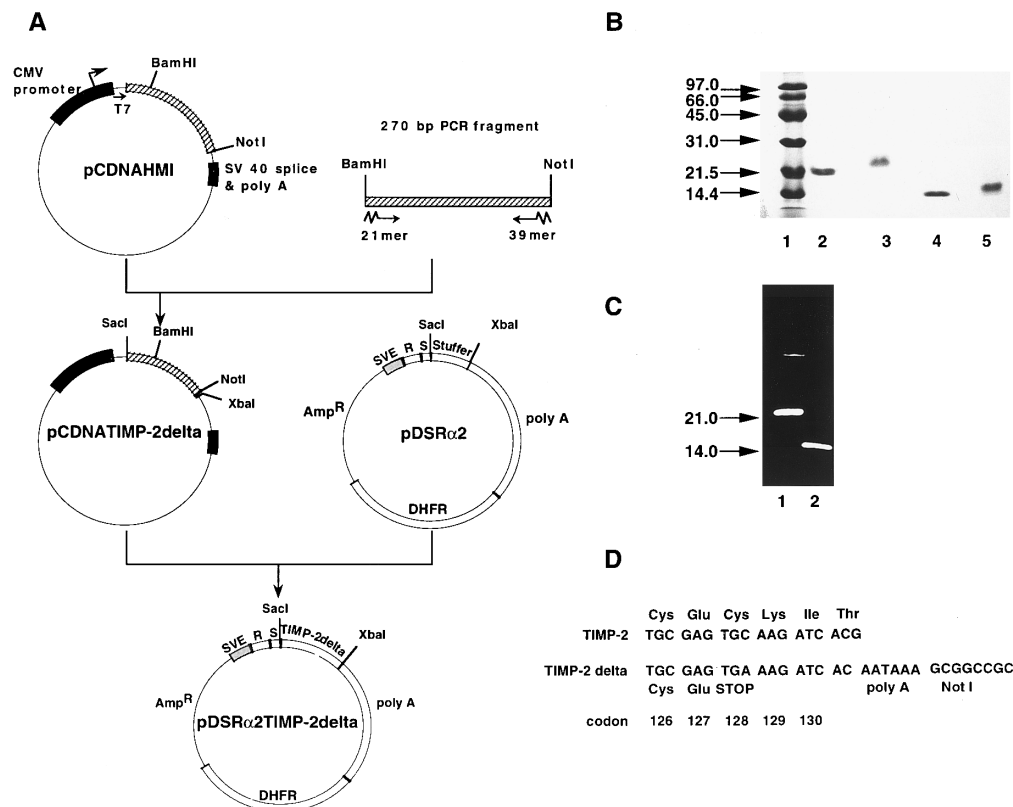 A
CMV
promoter
BamHI
T7
Not I
pCDNAHMI
SV 40 splice
& poly A
270 bp PCR fragment
BamHI
Not I
21mer
39mer
SacI
BamHI
NotI
XbaI
pCDNATIMP-2delta
SacI
XbaI
SVE R S Stuffer
AmpR
poly A
pDSRα2
DHFR
SacI
XbaI
SVE R S TIMP-2delta
AmpR
poly A
pDSRα2TIMP-2delta
DHFR
B
97.0
66.0
45.0
31.0
21.5
14.4
1 2 3 4 5
C
21.0
14.0
1 2
D
Cys Glu Cys Lys Ile Thr
TIMP-2 TGC GAG TGC AAG ATC ACG
TIMP-2 delta TGC GAG TGA AAG ATC AC AATAAA GCGGCCGC
Cys Glu STOP poly A Not I
codon 126 127 128 129 130